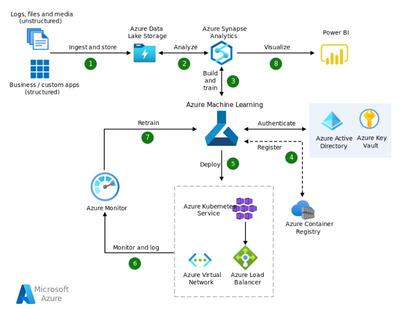 Logs, files and media
(unstructured)
Ingest and store
1
Business / custom apps
(structured)
Azure Data
Lake Storage
Analyze
2
Azure Synapse
Analytics
Visualize
8
Power BI
Build
and
train
3
Azure Machine Learning
Retrain
7
Authenticate
Register
4
Azure Active
Directory
Azure Key
Vault
Deploy
5
Azure Monitor
Azure Kubernetes
Service
Azure Container
Registry
Monitor and log
6
Azure Virtual
Network
Azure Load
Balancer
Microsoft
Azure